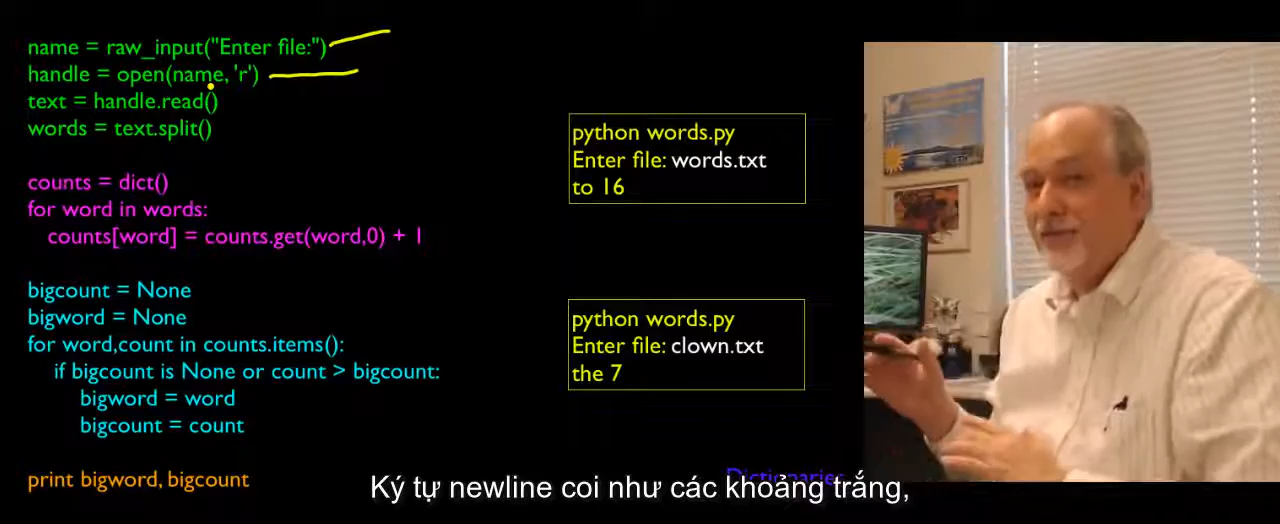 name = raw_input("Enter file:")
handle = open(name, 'r')
text = handle.read()
words = text.split()
counts = dict()
for word in words:
counts[word] = counts.get(word,0) + 1
bigcount = None
bigword = None
for word,count in counts.items():
if bigcount is None or count > bigcount:
bigword = word
bigcount = count
print bigword, bigcount
python words.py
Enter file: words.txt
to 16
python words.py
Enter file: clown.txt
the 7
Dictionaries
Ký tự newline coi như các khoảng trắng,